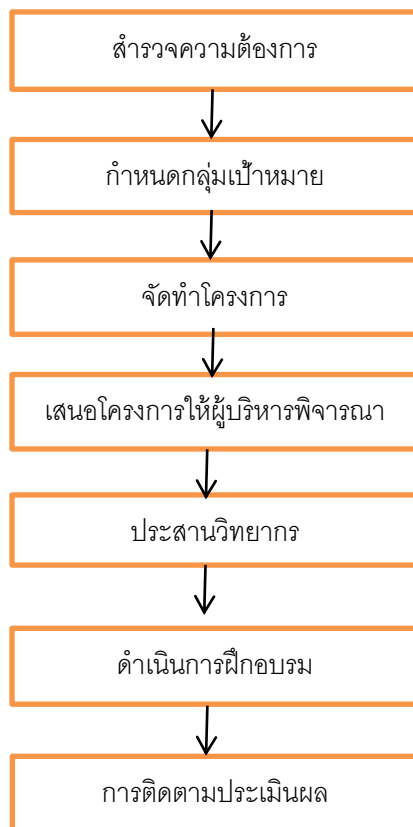 สำรวจความต้องการ
กำหนดกลุ่มเป้าหมาย
จัดทำโครงการ
เสนอโครงการให้ผู้บริหารพิจารณา
ประสานวิทยากร
ดำเนินการฝึกอบรม
การติดตามประเมินผล